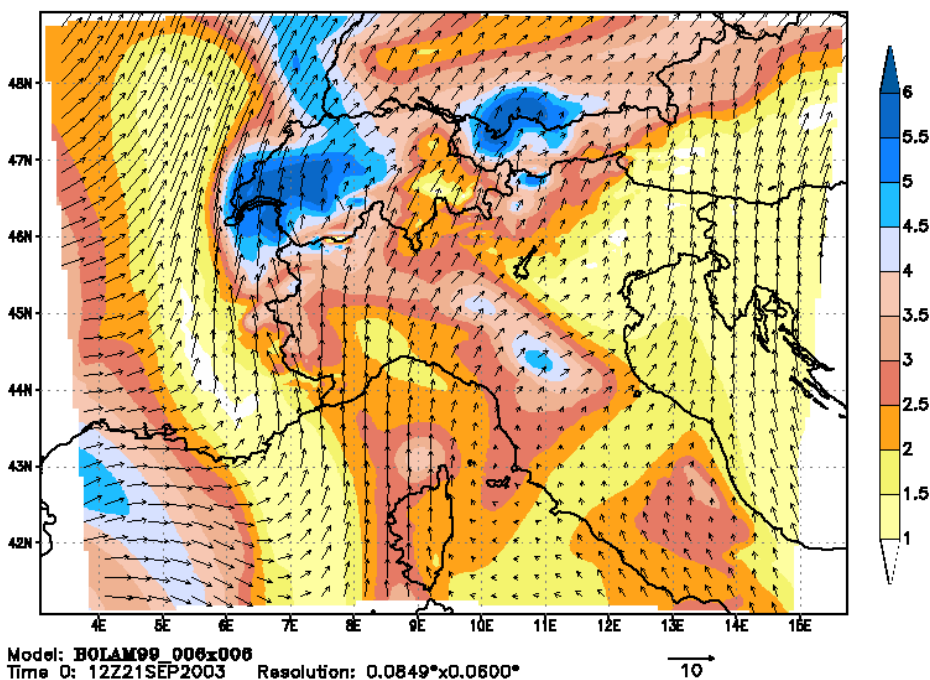 48N
47N
46N
45N
44N
43N
42N
4E 5E 6E 7E 8E 9E 10E 11E 12E 13E 14E 15E
6
5.5
5
4.5
4
3.5
3
2.5
2
1.5
1
Model: BOLAM99_006x006
Time 0: 12Z21SEP2003 Resolution: 0.0849°x0.0600°
10